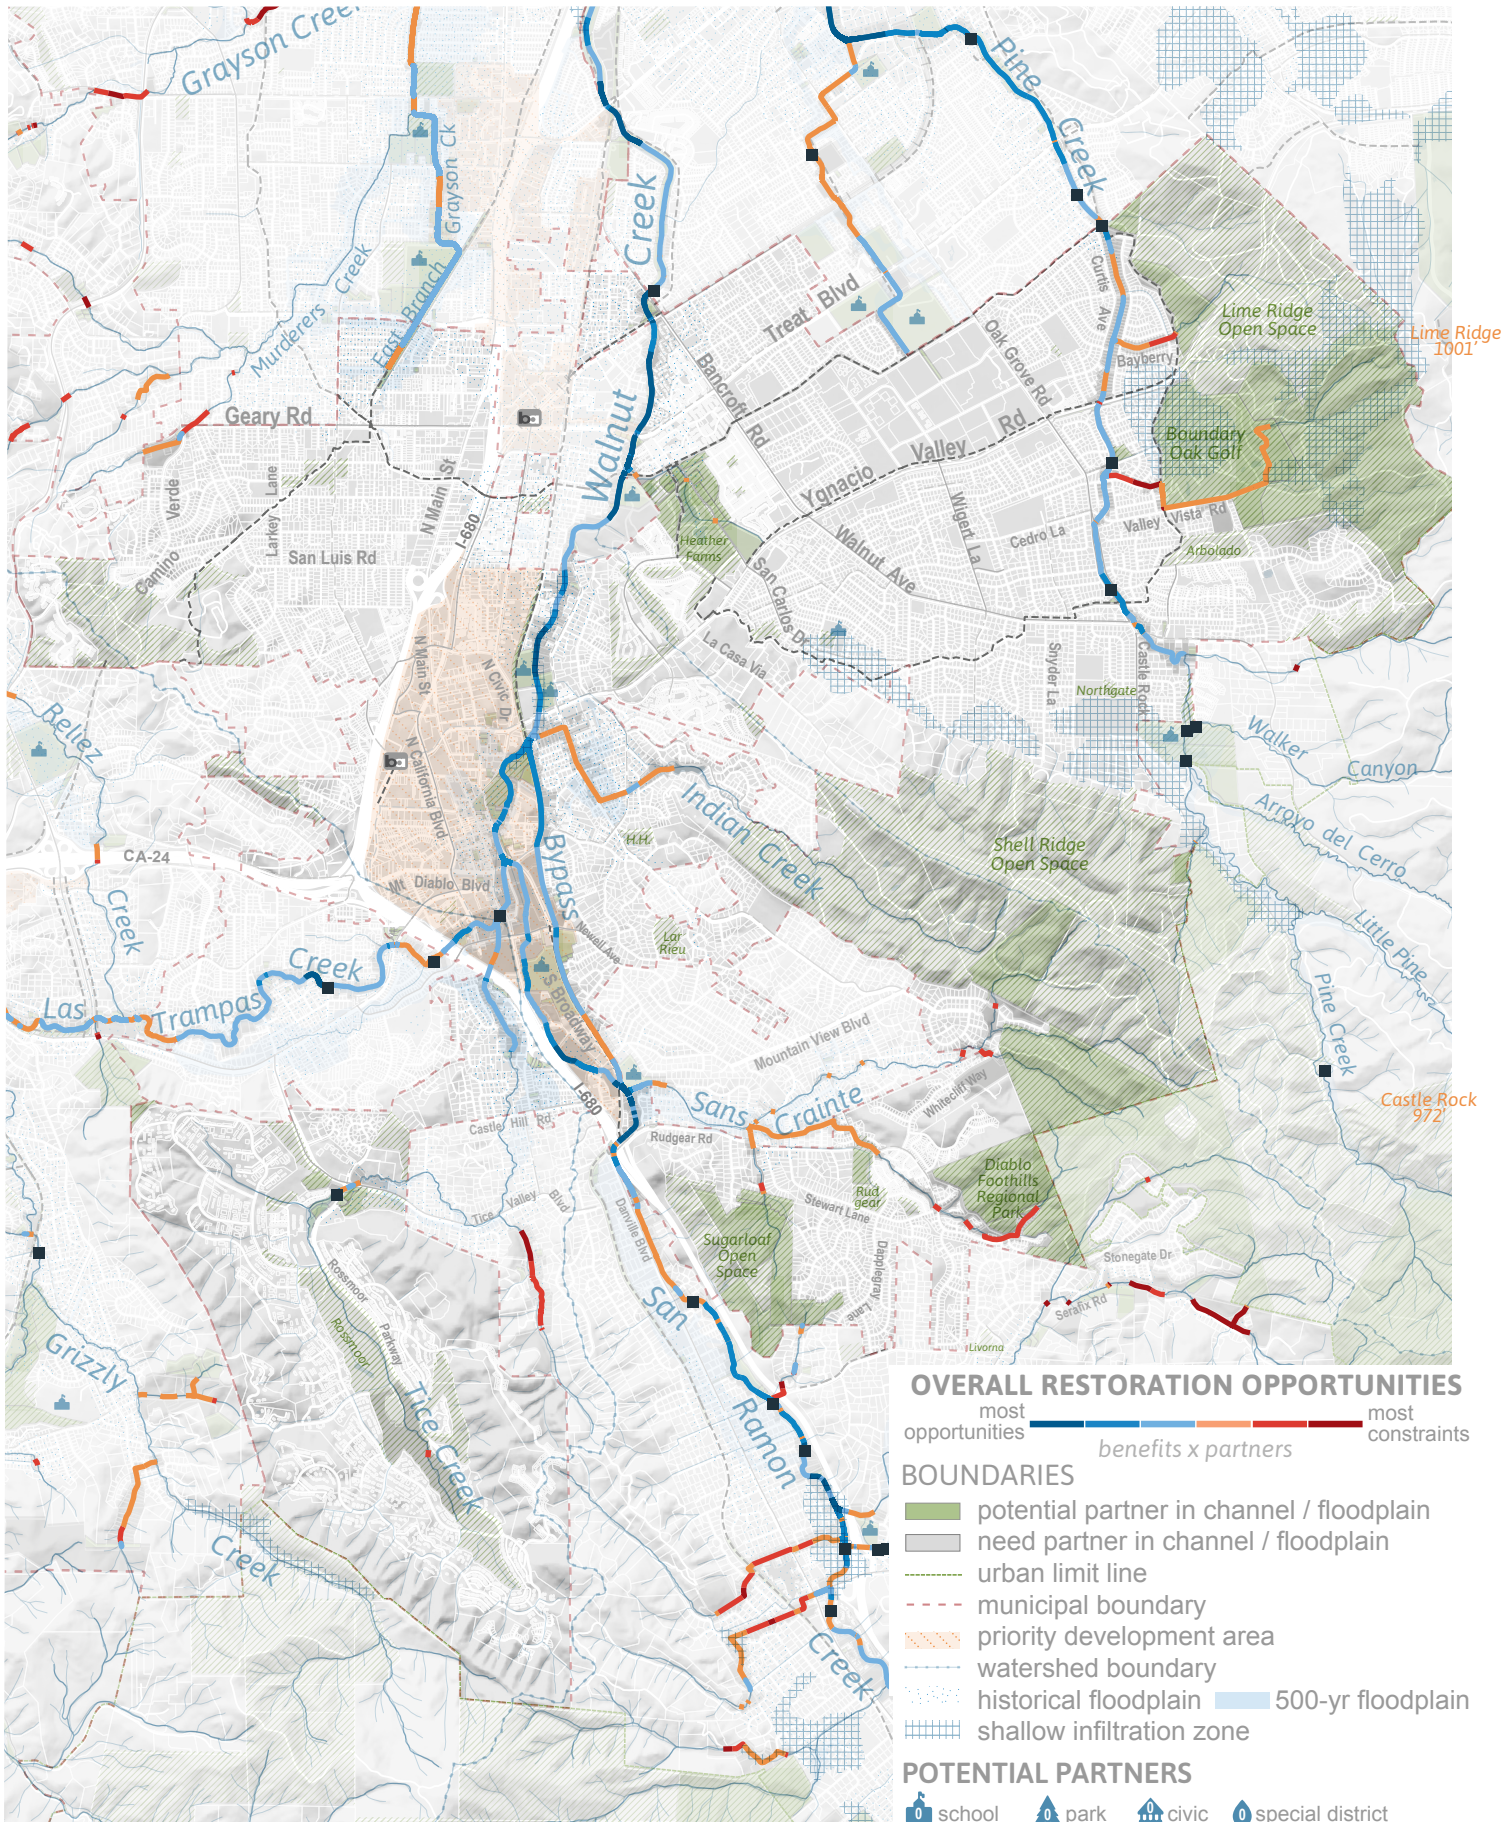 Grayson Creek
Pine
Creek
Grayson Ck
Creek
Murderers Creek
East Branch
Treat Blvd
Curtis Ave
Lime Ridge
Open Space
Lime Ridge
1001'
Bayberry
Oak Grove Rd
Bancroft Rd
Geary Rd
Walnut
Ygnacio Valley Rd
Boundary
Oak Golf
Camino Verde
Larkey Lane
N Main St
I-680
San Luis Rd
Heather
Farms
Walnut Ave
Wigert La
Cedro La
Valley Vista Rd
Arbolado
San Carlos Dr
La Casa Via
N Main St
N Civic Dr
Snyder La
Castle Rock
Northgate
Reliez
Walker
Canyon
N California Blvd
Indian Creek
Arroyo del Cerro
H.H.
Bypass
Shell Ridge
Open Space
CA-24
Mt Diablo Blvd
Creek
Newell Ave
Lar
Rieu
Little Pine
Las Trampas Creek
S Broadway
Pine Creek
Mountain View Blvd
I-680
Sans Crainte
Whitecliff Way
Castle Rock
972'
Castle Hill Rd
Rudgear Rd
Diablo
Foothills
Regional
Park
Tice Valley Blvd
Danville Blvd
Rud
gear
Stewart Lane
Sugarloaf
Open
Space
Dapplegray Lane
Stonegate Dr
Rossmoor Parkway
Rossmoor
San
Serafix Rd
Livorna
Grizzly
Tice Creek
Ramon
Creek
Creek
OVERALL RESTORATION OPPORTUNITIES
most
opportunities
most
constraints
benefits x partners
BOUNDARIES
potential partner in channel / floodplain
need partner in channel / floodplain
urban limit line
municipal boundary
priority development area
watershed boundary
historical floodplain 500-yr floodplain
shallow infiltration zone
POTENTIAL PARTNERS
0 school 0 park 0 civic 0 special district